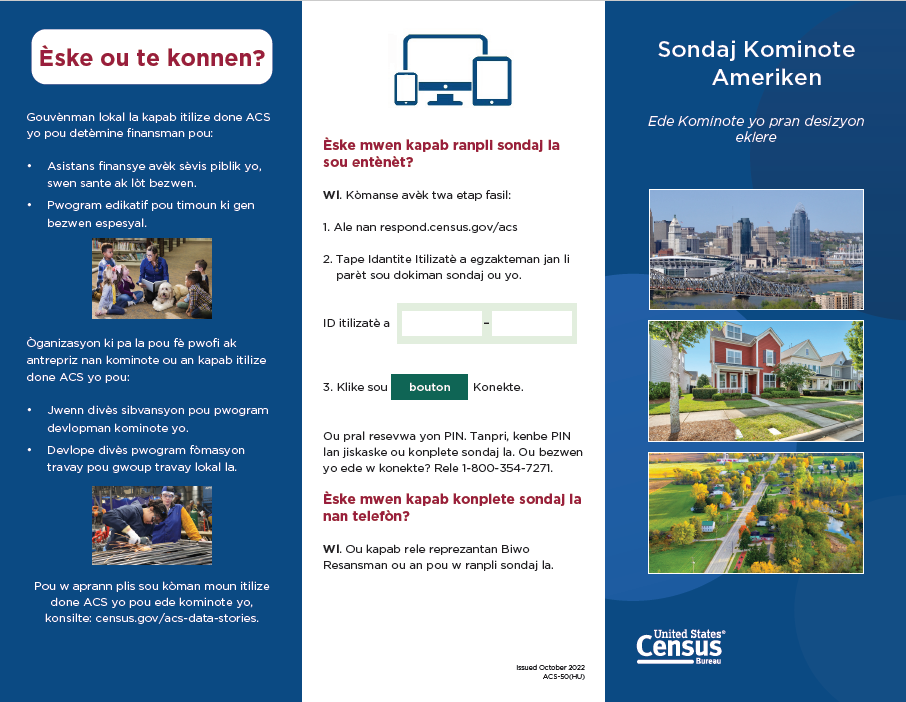 Èske ou te konnen?
Gouvènman lokal la kapab itilize done ACS
yo pou detèmine finansman pou:
• Asistans finansye avèk sèvis piblik yo,
swen sante ak lòt bezwen.
• Pwogram edikatif pou timoun ki gen
bezwen espesyal.
Òganizasyon ki pa la pou fè pwofi ak
antrepriz nan kominote ou an kapab itilize
done ACS yo pou:
• Jwenn divès sibvansyon pou pwogram
devlopman kominote yo.
• Devlope divès pwogram fòmasyon
travay pou gwoup travay lokal la.
Pou w aprann plis sou kòman moun itilize
done ACS yo pou ede kominote yo,
konsilte: census.gov/acs-data-stories.
Èske mwen kapab ranpli sondaj la
sou entènèt?
WI. Kòmanse avèk twa etap fasil:
1. Ale nan respond.census.gov/acs
2. Tape Idantite Itilizatè a egzakteman jan li
parèt sou dokiman sondaj ou yo.
ID itilizatè a –
3. Klike sou bouton Konekte.
Ou pral resevwa yon PIN. Tanpri, kenbe PIN
lan jiskaske ou konplete sondaj la. Ou bezwen
yo ede w konekte? Rele 1-800-354-7271.
Èske mwen kapab konplete sondaj la
nan telefòn?
WI. Ou kapab rele reprezantan Biwo
Resansman ou an pou w ranpli sondaj la.
Issued October 2022
ACS-50(HU)
Sondaj Kominote
Ameriken
Ede Kominote yo pran desizyon
eklere
United States®
Census
Bureau